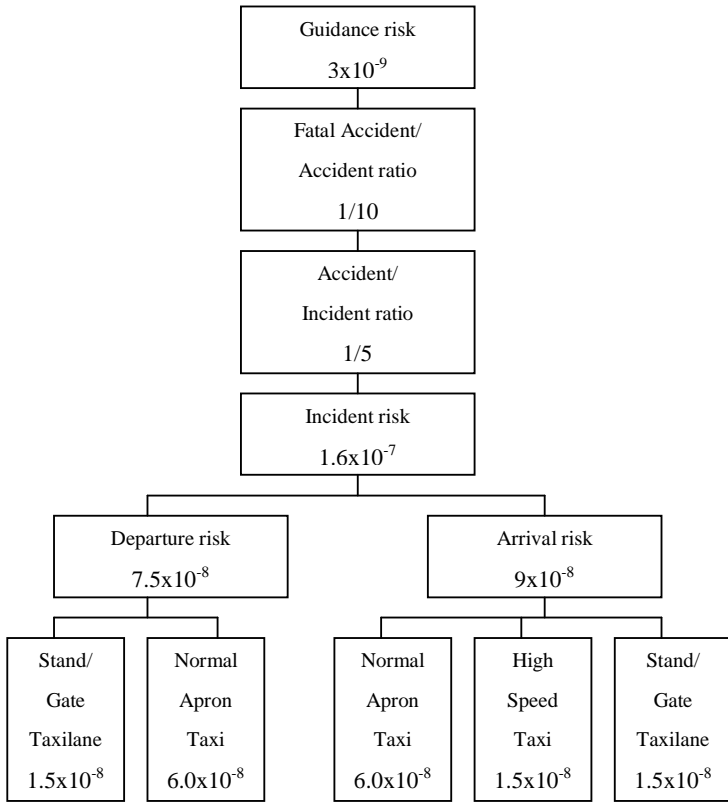 Guidance risk
3x10⁻⁹
Fatal Accident/
Accident ratio
1/10
Accident/
Incident ratio
1/5
Incident risk
1.6x10⁻⁷
Departure risk
7.5x10⁻⁸
Arrival risk
9x10⁻⁸
Stand/
Gate
Taxilane
1.5x10⁻⁸
Normal
Apron
Taxi
6.0x10⁻⁸
Normal
Apron
Taxi
6.0x10⁻⁸
High
Speed
Taxi
1.5x10⁻⁸
Stand/
Gate
Taxilane
1.5x10⁻⁸